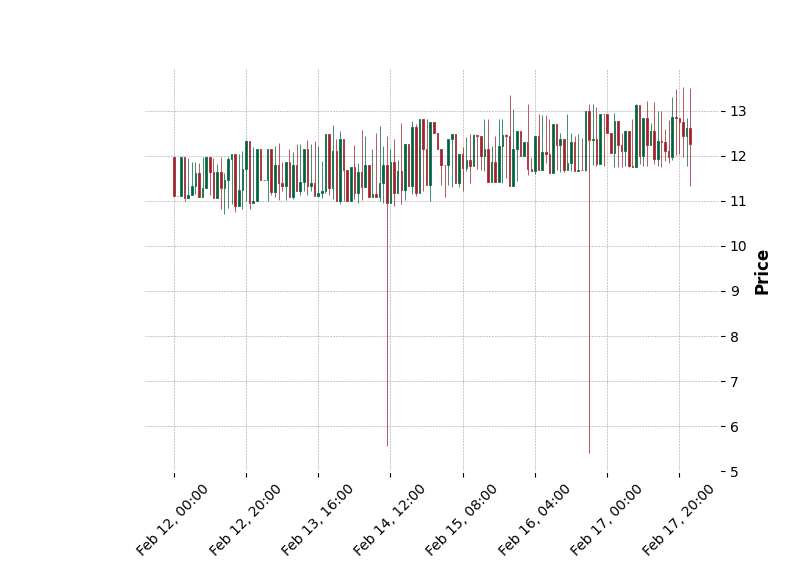 13
12
11
10
9
8
7
6
5
Price
Feb 12, 00:00
Feb 12, 20:00
Feb 13, 16:00
Feb 14, 12:00
Feb 15, 08:00
Feb 16, 04:00
Feb 17, 00:00
Feb 17, 20:00